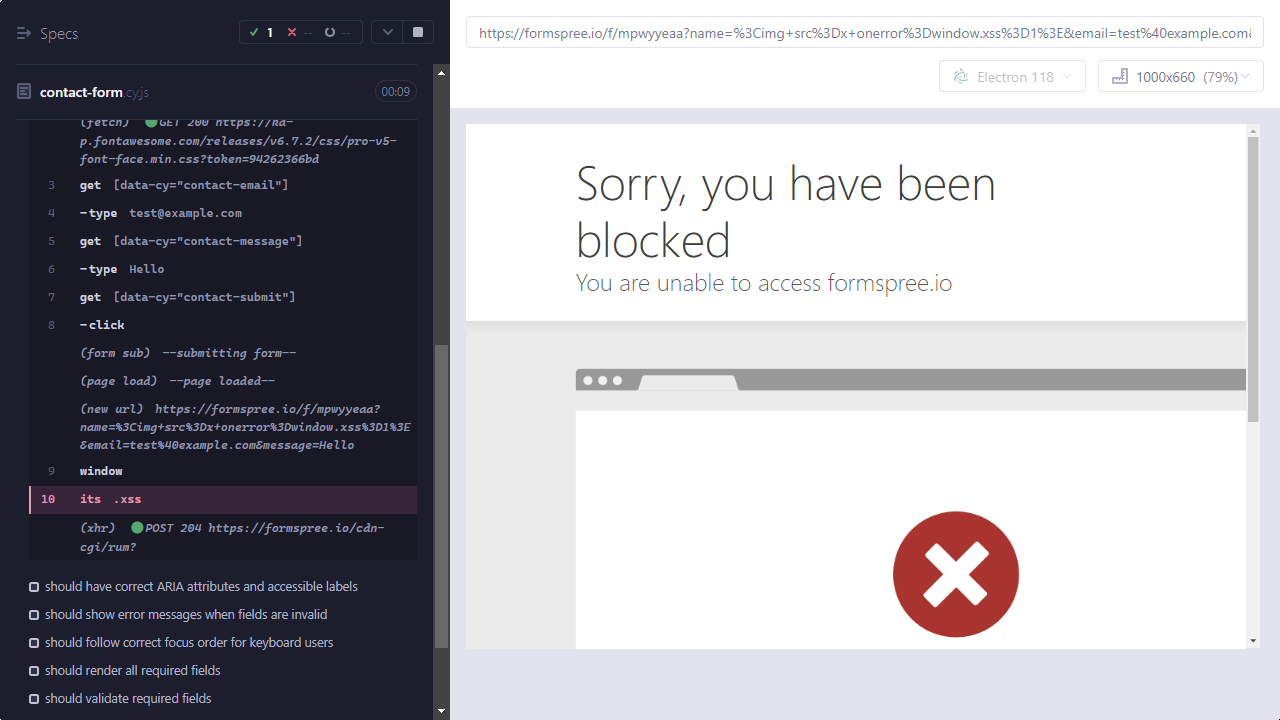 Specs
1
--
--
contact-form.cy.js
00:09
(fetch) GET 200 https://ka-
p.fontawesome.com/releases/v6.7.2/css/pro-v5-
font-face.min.css?token=94262366bd
3 get [data-cy="contact-email"]
4 -type test@example.com
5 get [data-cy="contact-message"]
6 -type Hello
7 get [data-cy="contact-submit"]
8 -click
(form sub) --submitting form--
(page load) --page loaded--
(new url) https://formspree.io/f/mpwyyeaa?
name=%3Cimg+src%3Dx+onerror%3Dwindow.xss%3D1%3E
&email=test%40example.com&message=Hello
9 window
10 its .xss
(xhr) POST 204 https://formspree.io/cdn-
cgi/rum?
should have correct ARIA attributes and accessible labels
should show error messages when fields are invalid
should follow correct focus order for keyboard users
should render all required fields
should validate required fields
https://formspree.io/f/mpwyyeaa?name=%3Cimg+src%3Dx+onerror%3Dwindow.xss%3D1%3E&email=test%40example.com&
Electron 118
1000x660 (79%)
Sorry, you have been
blocked
You are unable to access formspree.io